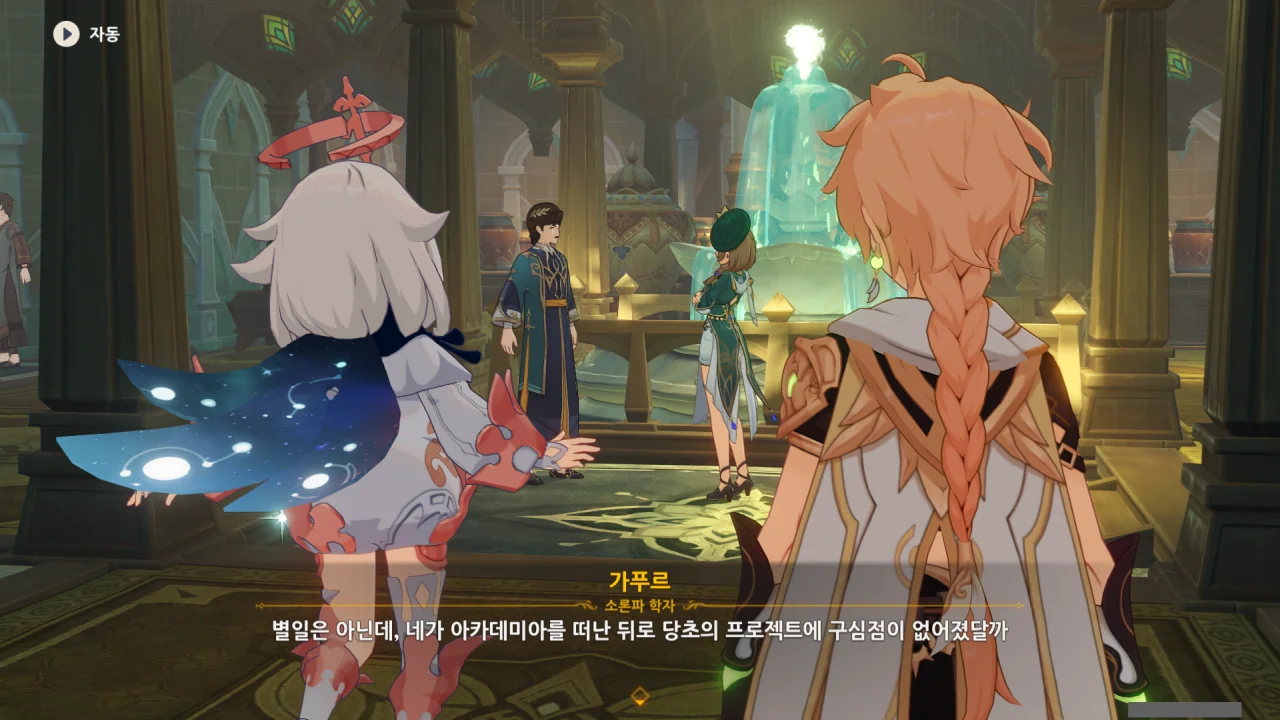 자동
가푸르
소론파 학자
별일은 아닌데, 네가 아카데미아를 떠난 뒤로 당초의 프로젝트에 구심점이 없어졌달까